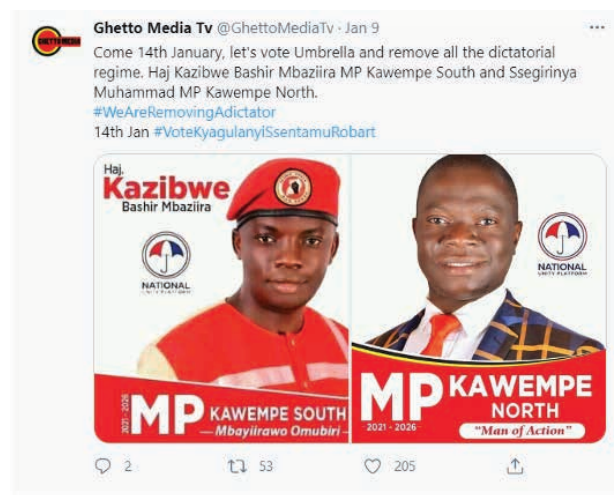 GHETTOMEDIA
Ghetto Media Tv @GhettoMediaTv · Jan 9
Come 14th January, let's vote Umbrella and remove all the dictatorial
regime. Haj Kazibwe Bashir Mbaziira MP Kawempe South and Ssegirinya
Muhammad MP Kawempe North.
#WeAreRemovingAdictator
14th Jan #VoteKyagulanyiSsentamuRobart
Haj.
Kazibwe
Bashir Mbaziira
NATIONAL
UNITY PLATFORM
2021 - 2026
MP KAWEMPE SOUTH
— Mbayiirawo Omubiri -
NATIONAL
UNITY PLATFORM
MP KAWEMPE
NORTH
2021 - 2026
"Man of Action"
2 53 205